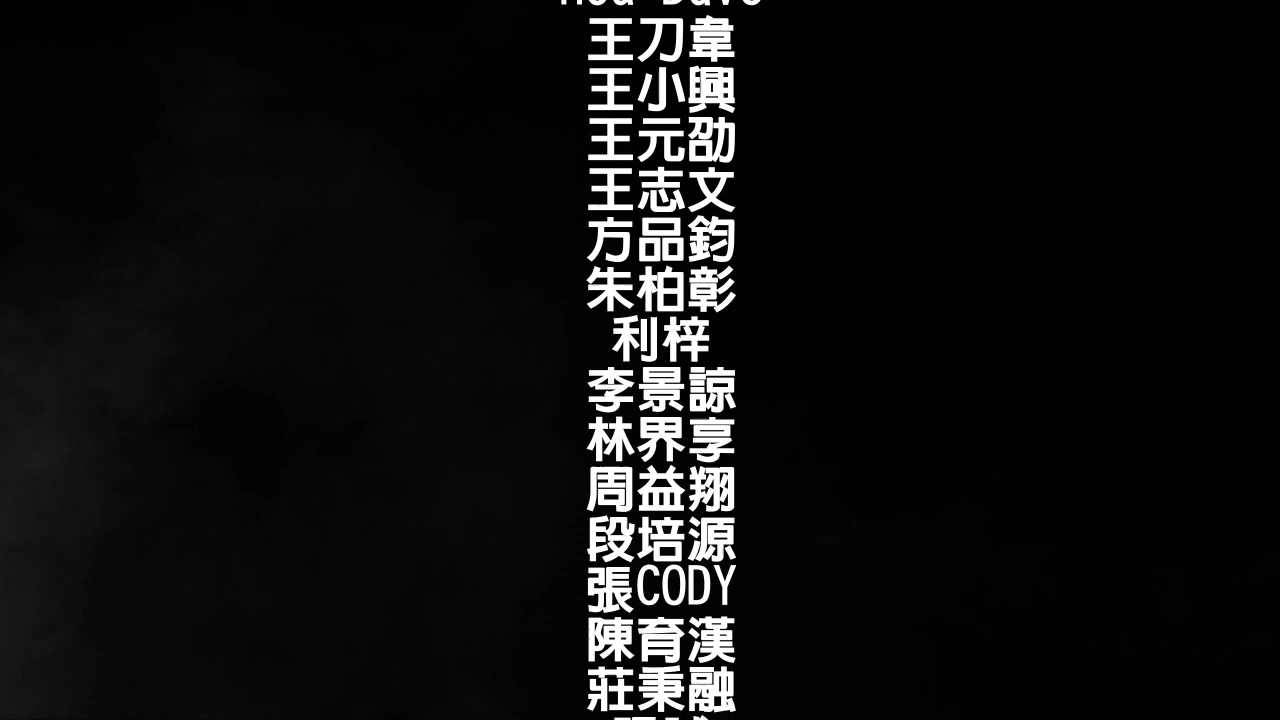 王刀韋
王小興
王元劭
王志文
方品鈞
朱柏彰
利梓
李景諒
林界享
周益翔
段培源
張CODY
陳育漢
莊秉融